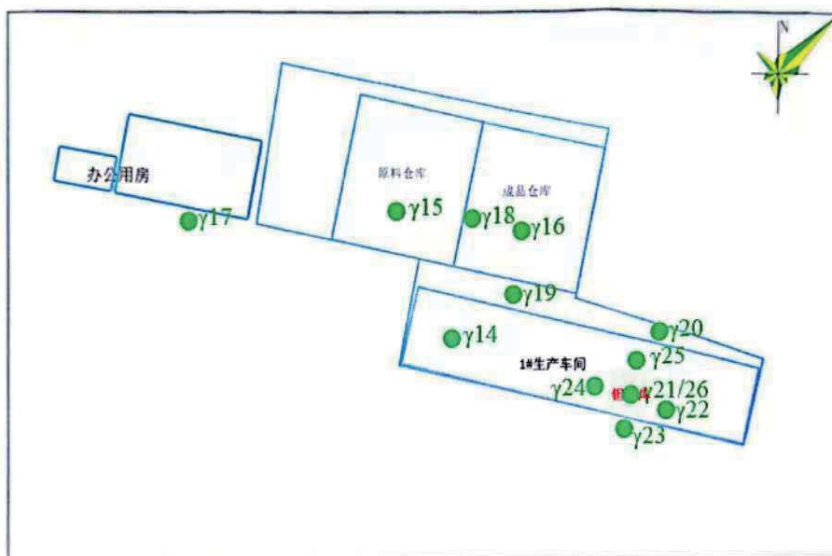 N
办公用房
原料仓库
成品仓库
γ15
γ18
γ16
γ17
γ19
γ20
γ14
1#生产车间
γ25
γ24
γ21/26
γ22
γ23